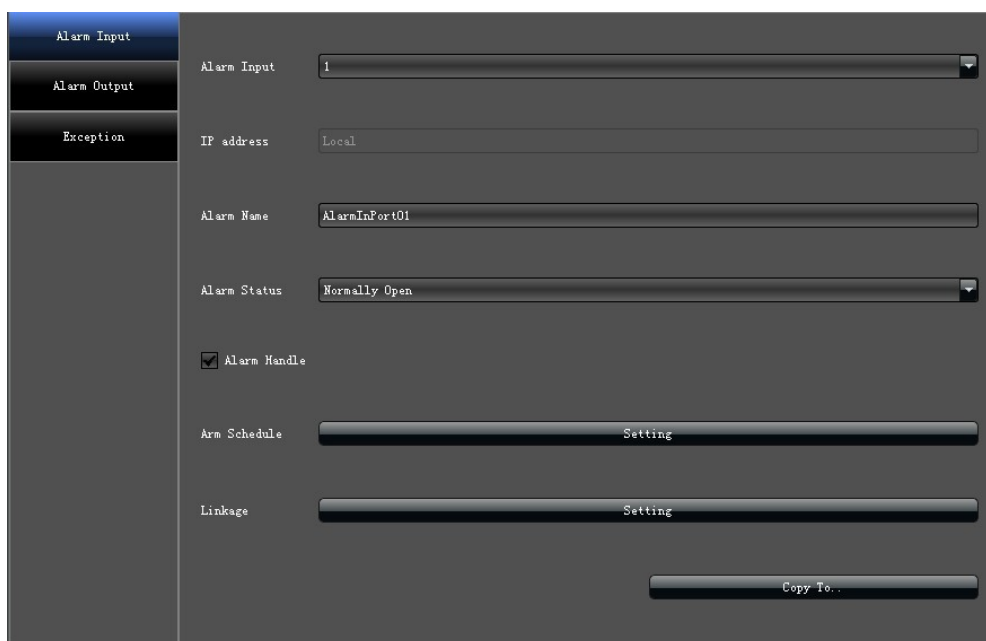 Alarm Input
Alarm Output
Exception
Alarm Input 1
IP address Local
Alarm Name AlarmInPort01
Alarm Status Normally Open
Alarm Handle
Arm Schedule Setting
Linkage Setting
Copy To..